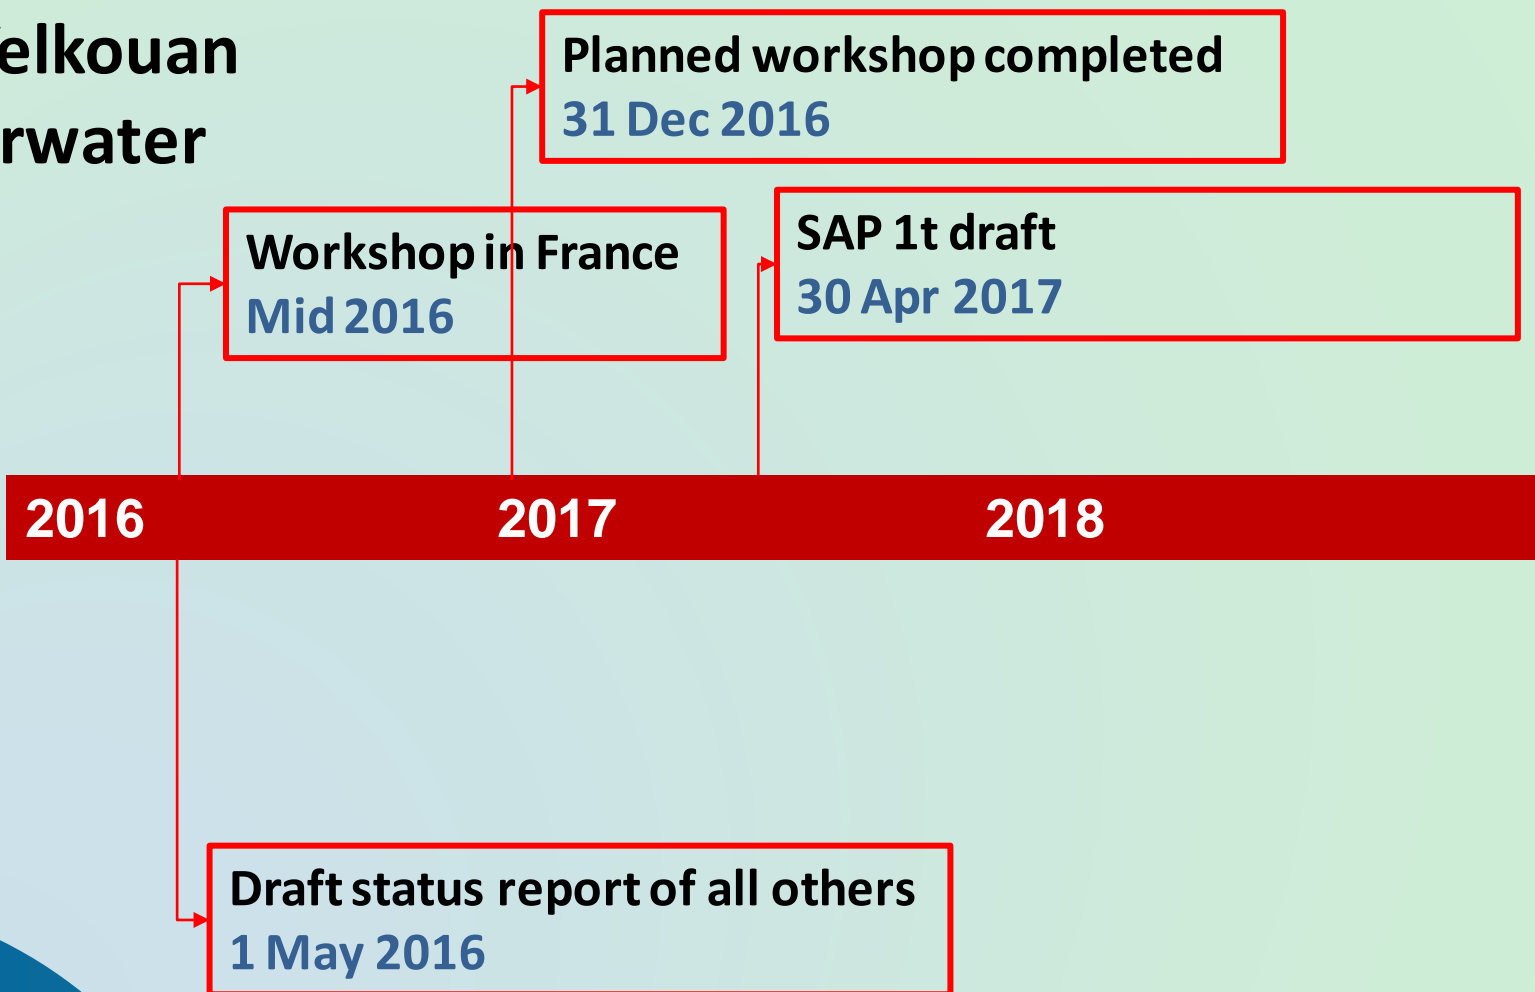 elkouan
rwater
Planned workshop completed
31 Dec 2016
Workshop in France
Mid 2016
SAP 1t draft
30 Apr 2017
2016 2017 2018
Draft status report of all others
1 May 2016